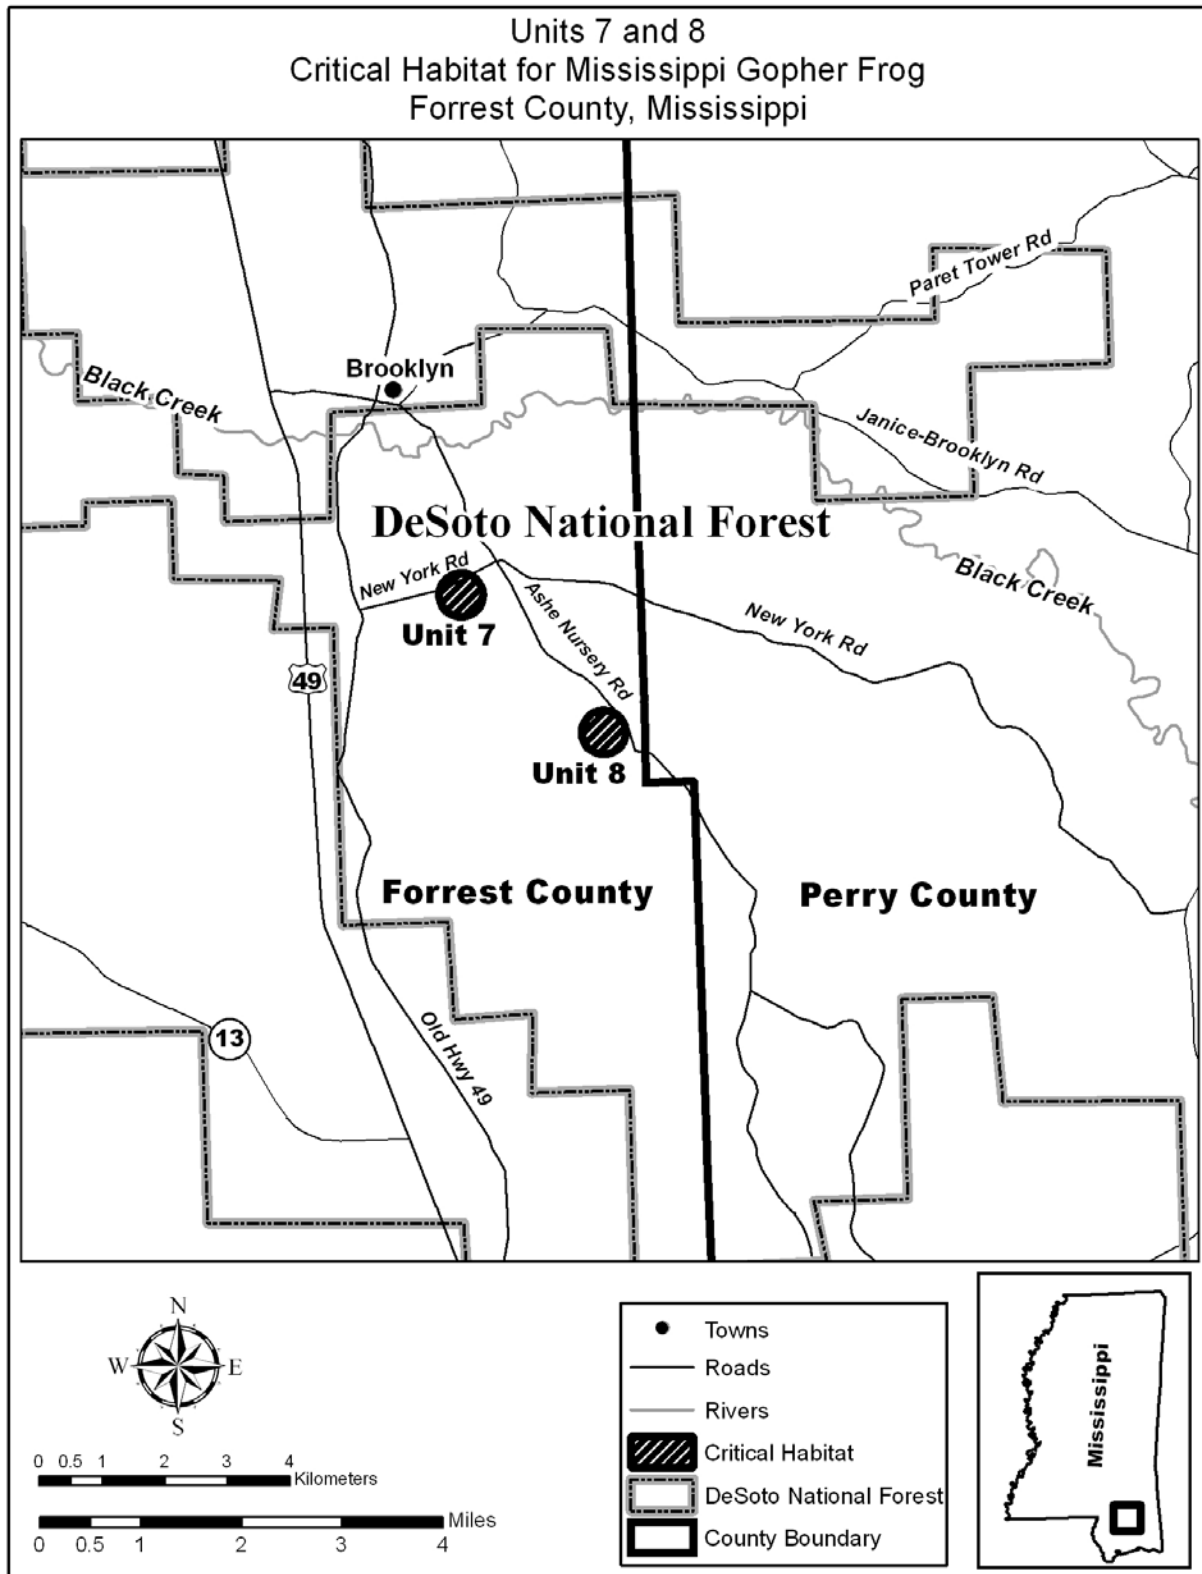 Units 7 and 8
Critical Habitat for Mississippi Gopher Frog
Forrest County, Mississippi
Paret Tower Rd
Brooklyn
Black Creek
Janice-Brooklyn Rd
DeSoto National Forest
New York Rd
Black Creek
Ashe Nursery Rd
New York Rd
Unit 7
49
Unit 8
Forrest County
Perry County
13
Old Hwy 49
N
W
E
S
0 0.5 1 2 3 4
Kilometers
Miles
0 0.5 1 2 3 4
Towns
Roads
Rivers
Critical Habitat
DeSoto National Forest
County Boundary
Mississippi